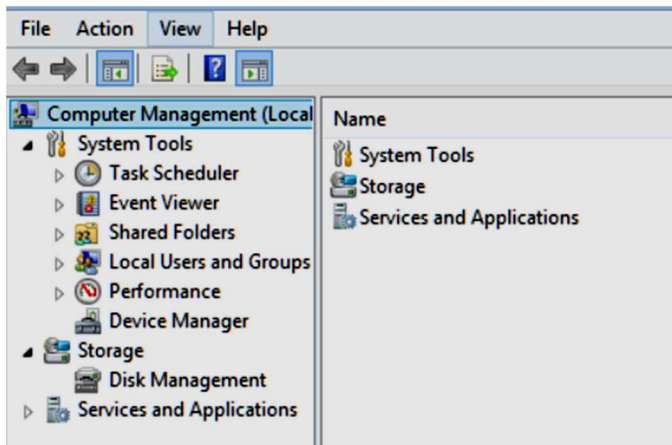 File Action View Help
Computer Management (Local
System Tools
Task Scheduler
Event Viewer
Shared Folders
Local Users and Groups
Performance
Device Manager
Storage
Disk Management
Services and Applications
Name
System Tools
Storage
Services and Applications